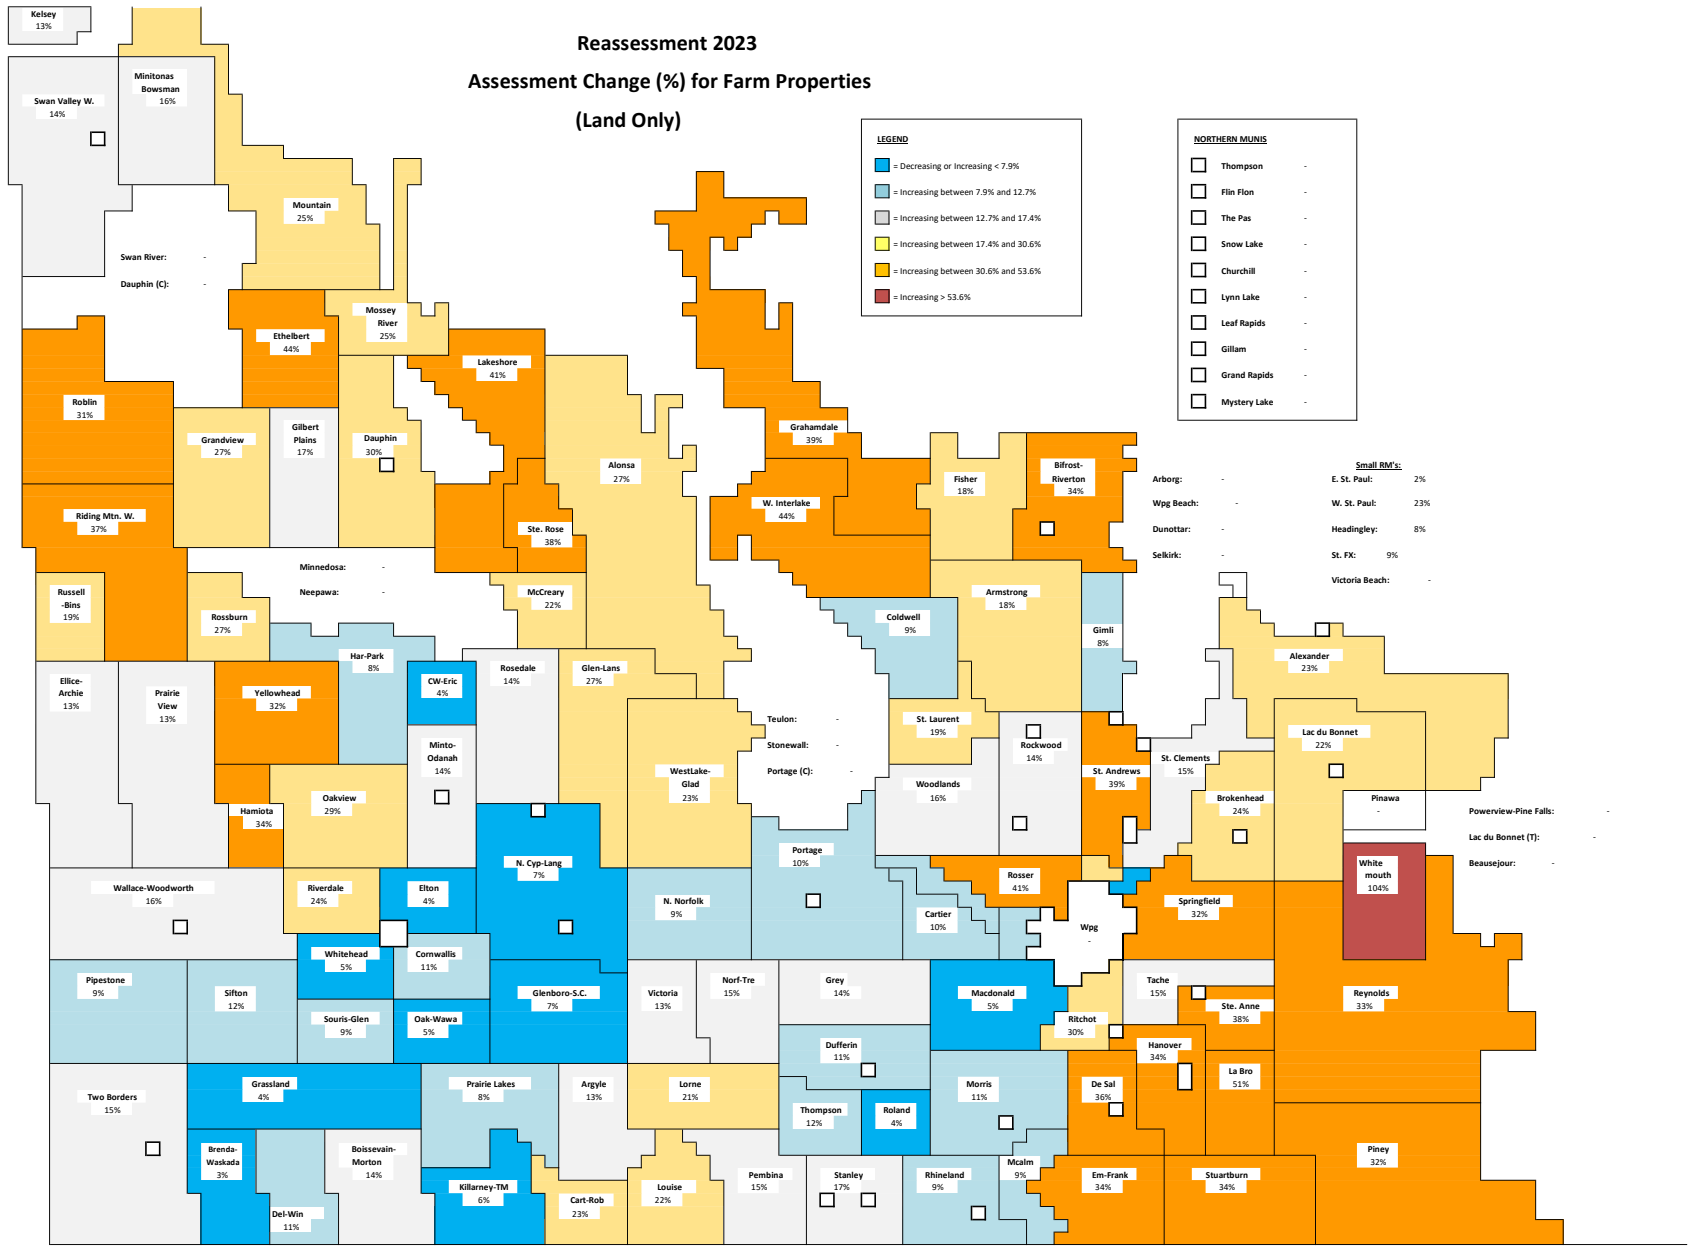 Reassessment 2023
Assessment Change (%) for Farm Properties
(Land Only)
LEGEND
= Decreasing or Increasing < 7.9%
= Increasing between 7.9% and 12.7%
= Increasing between 12.7% and 17.4%
= Increasing between 17.4% and 30.6%
= Increasing between 30.6% and 53.6%
= Increasing > 53.6%
NORTHERN MUNIS
Thompson -
Flin Flon -
The Pas -
Snow Lake -
Churchill -
Lynn Lake -
Leaf Rapids -
Gillam -
Grand Rapids -
Mystery Lake -
Kelsey
13%
Swan Valley W.
14%
Minitonas
Bowsman
16%
Mountain
25%
Swan River: -
Dauphin (C): -
Mossey
River
25%
Ethelbert
44%
Lakeshore
41%
Roblin
31%
Grandview
27%
Gilbert
Plains
17%
Dauphin
30%
Alonsa
27%
Grahamdale
39%
W. Interlake
44%
Fisher
18%
Bifrost-
Riverton
34%
Arborg: -
Wpg Beach: -
Dunottar: -
Selkirk: -
Small RM's:
E. St. Paul: 2%
W. St. Paul: 23%
Headingley: 8%
St. FX: 9%
Victoria Beach: -
Riding Mtn. W.
37%
Ste. Rose
38%
Minnedosa: -
Neepawa: -
Russell
-Bins
19%
Rossburn
27%
McCreary
22%
Coldwell
9%
Armstrong
18%
Gimli
8%
Alexander
23%
Har-Park
8%
Ellice-
Archie
13%
Prairie
View
13%
Yellowhead
32%
CW-Eric
4%
Rosedale
14%
Glen-Lans
27%
Teulon: -
Stonewall: -
Portage (C): -
St. Laurent
19%
Rockwood
14%
St. Andrews
39%
St. Clements
15%
Lac du Bonnet
22%
Minto-
Odanah
14%
WestLake-
Glad
23%
Woodlands
16%
Brokenhead
24%
Pinawa
-
Powerview-Pine Falls: -
Lac du Bonnet (T): -
Beausejour: -
Hamiota
34%
Oakview
29%
N. Cyp-Lang
7%
Portage
10%
Rosser
41%
White
mouth
104%
Wallace-Woodworth
16%
Riverdale
24%
Elton
4%
N. Norfolk
9%
Cartier
10%
Wpg
-
Springfield
32%
Whitehead
5%
Cornwallis
11%
Pipestone
9%
Sifton
12%
Souris-Glen
9%
Oak-Wawa
5%
Glenboro-S.C.
7%
Victoria
13%
Norf-Tre
15%
Grey
14%
Macdonald
5%
Ritchot
30%
Tache
15%
Ste. Anne
38%
Reynolds
33%
Dufferin
11%
Hanover
34%
La Bro
51%
Two Borders
15%
Grassland
4%
Prairie Lakes
8%
Argyle
13%
Lorne
21%
Thompson
12%
Roland
4%
Morris
11%
De Sal
36%
Brenda-
Waskada
3%
Del-Win
11%
Boissevain-
Morton
14%
Killarney-TM
6%
Cart-Rob
23%
Louise
22%
Pembina
15%
Stanley
17%
Rhineland
9%
Mcalm
9%
Em-Frank
34%
Stuartburn
34%
Piney
32%